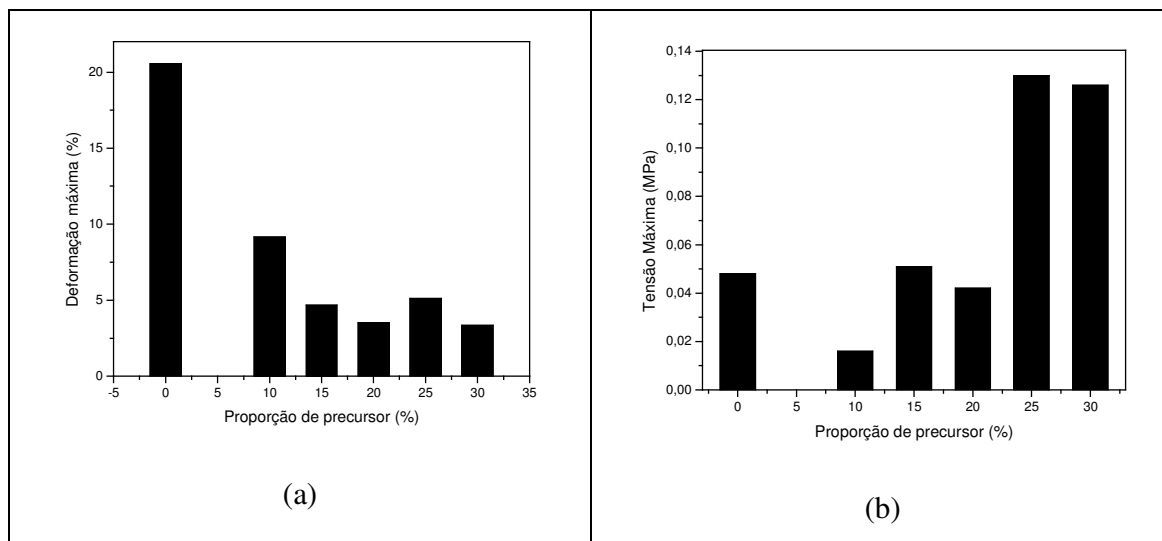 20
15
10
5
0
-5 0 5 10 15 20 25 30 35
Deformação máxima (%)
Proporção de precursor (%)
(a)
0,14
0,12
0,10
0,08
0,06
0,04
0,02
0,00
0 5 10 15 20 25 30
Tensão Máxima (MPa)
Proporção de precursor (%)
(b)